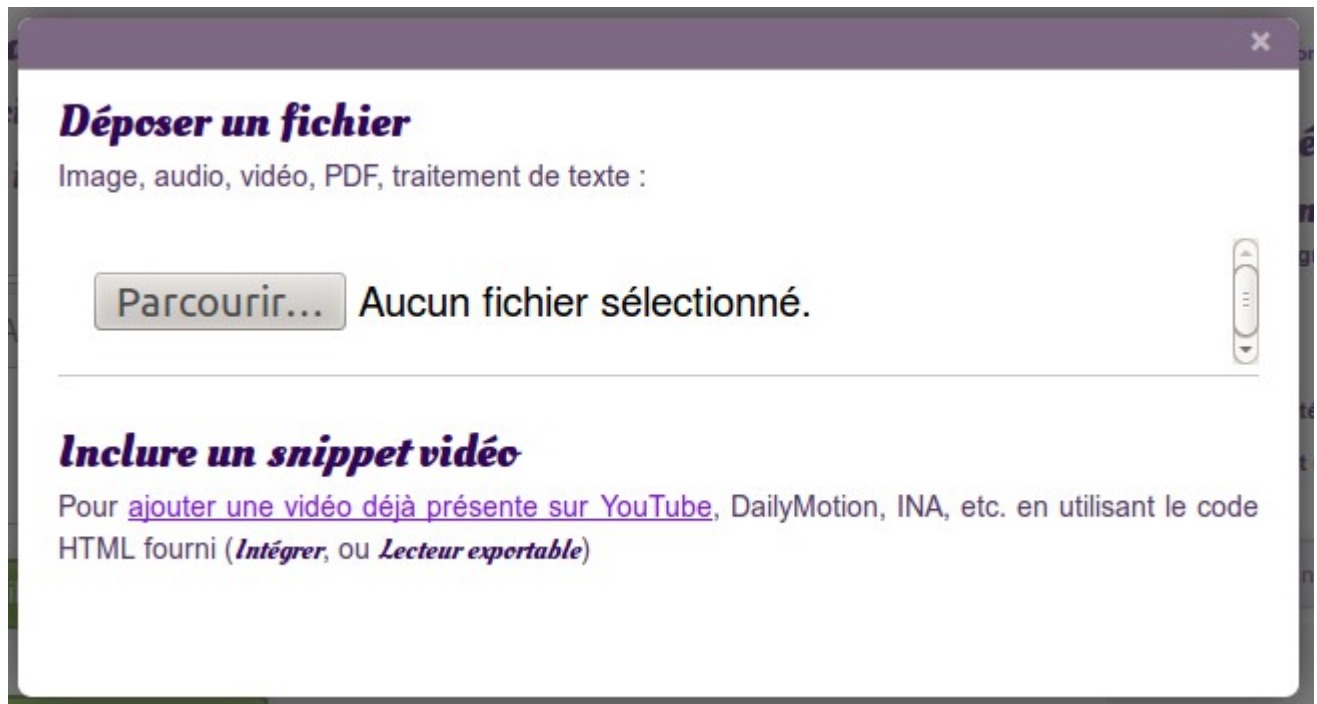 ×
Déposer un fichier
Image, audio, vidéo, PDF, traitement de texte :
Parcourir... Aucun fichier sélectionné.
Inclure un snippet vidéo
Pour ajouter une vidéo déjà présente sur YouTube, DailyMotion, INA, etc. en utilisant le code
HTML fourni (Intégrer, ou Lecteur exportable)